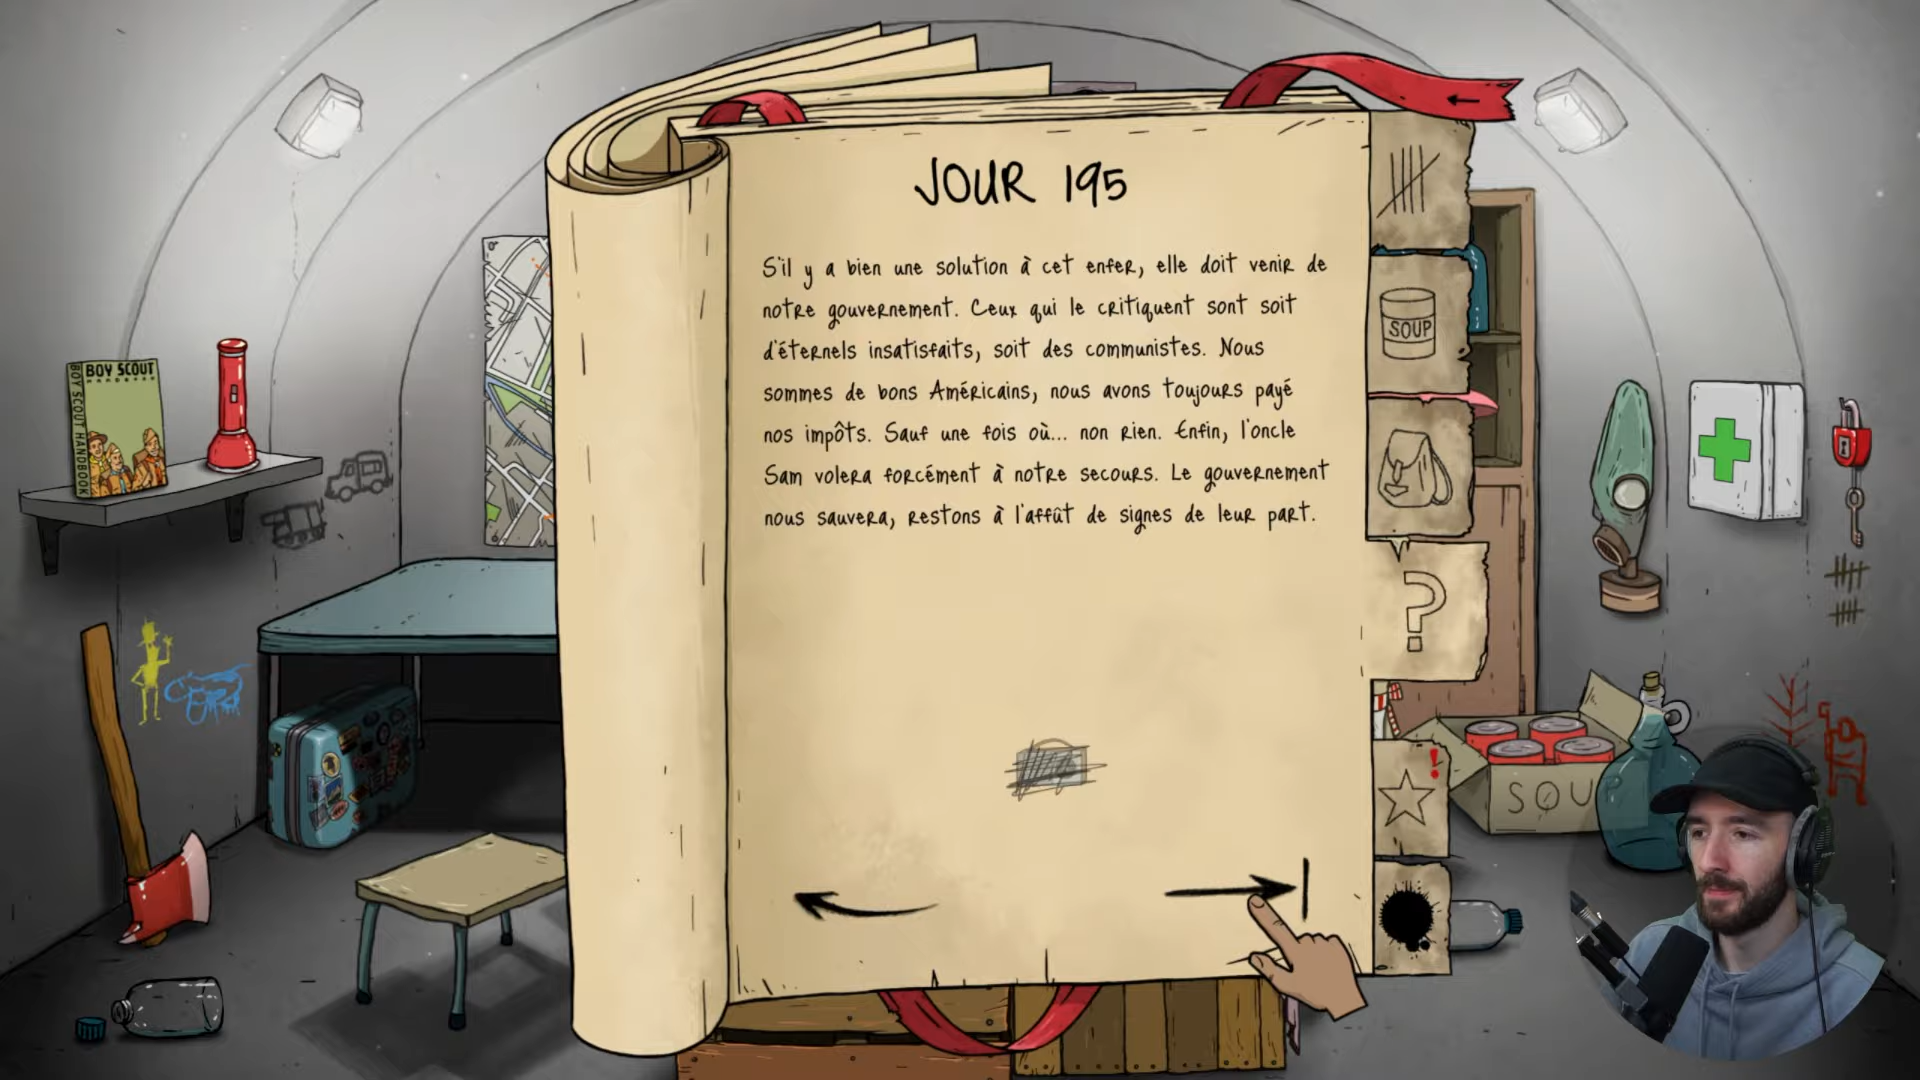 JOUR 195
S'il y a bien une solution à cet enfer, elle doit venir de
notre gouvernement. Ceux qui le critiquent sont soit
d'éternels insatisfaits, soit des communistes. Nous
sommes de bons Américains, nous avons toujours payé
nos impôts. Sauf une fois où... non rien. Enfin, l'oncle
Sam volera forcément à notre secours. Le gouvernement
nous sauvera, restons à l'affût de signes de leur part.
BOY SCOUT
BOY SCOUT HANDBOOK
SOUP
?
!
SOU